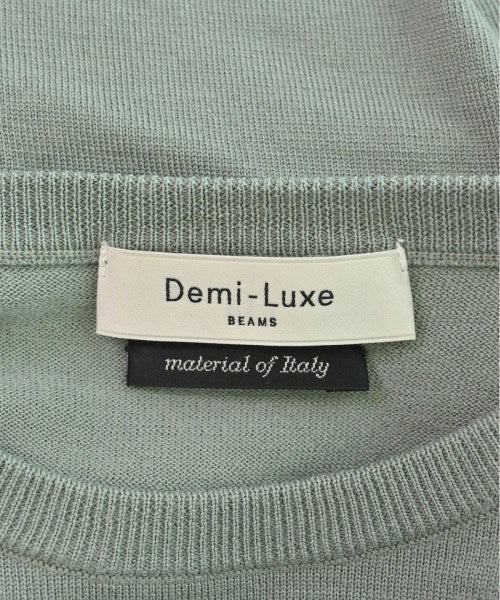 Demi-Luxe
BEAMS
material of Italy